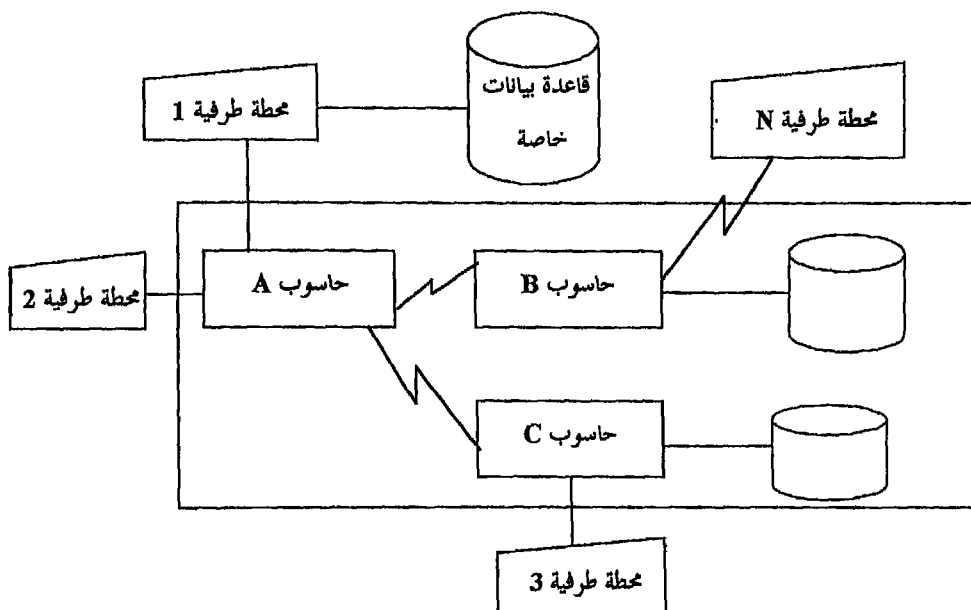 قاعدة بيانات
خاصة
محطة طرفية 1
محطة طرفية N
حاسوب A
حاسوب B
محطة طرفية 2
حاسوب C
محطة طرفية 3